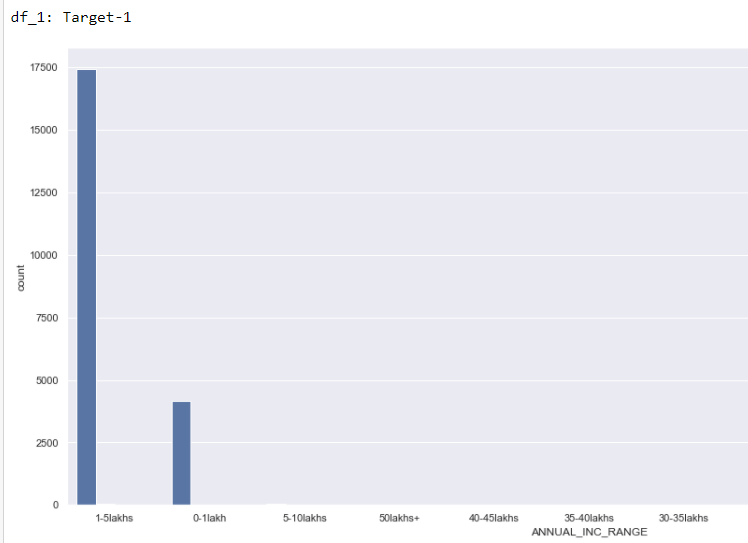 df_1: Target-1
17500
15000
12500
10000
7500
5000
2500
0
count
1-5lakhs 0-1lakh 5-10lakhs 50lakhs+ 40-45lakhs 35-40lakhs 30-35lakhs
ANNUAL_INC_RANGE